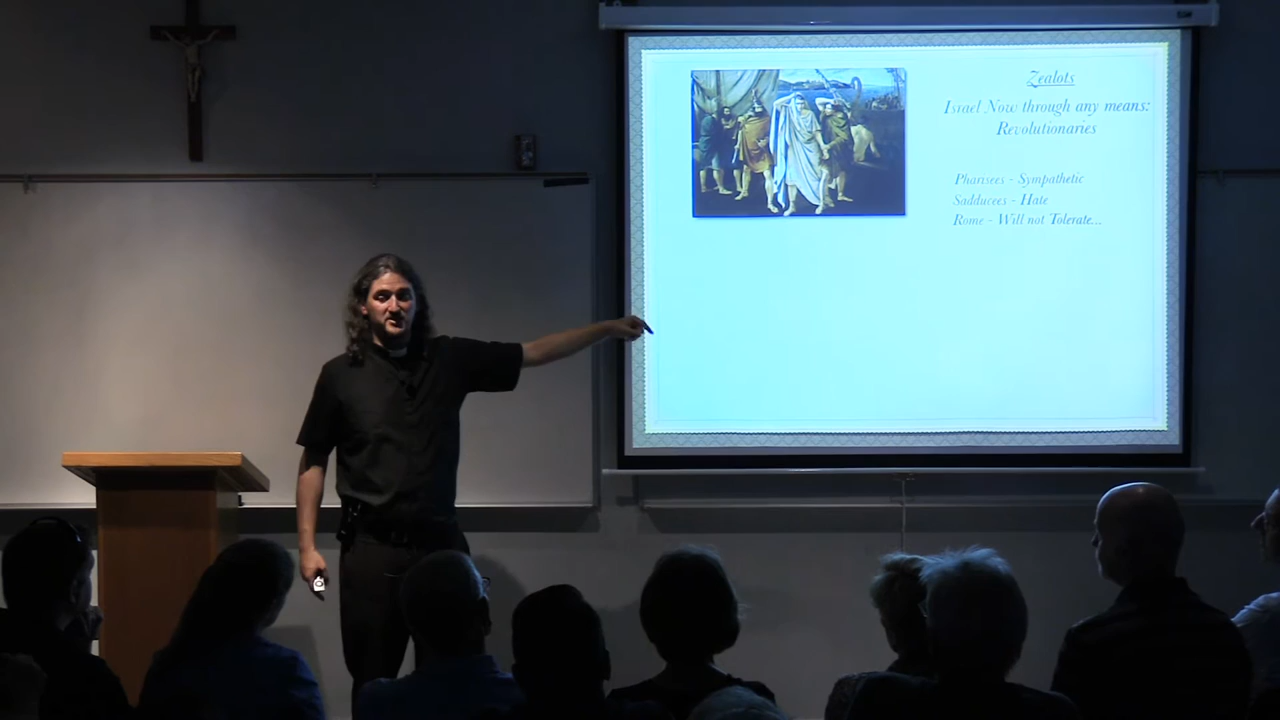 Zealots
Israel Now through any means:
Revolutionaries
Pharisees - Sympathetic
Sadducees - Hate
Rome - Will not Tolerate...